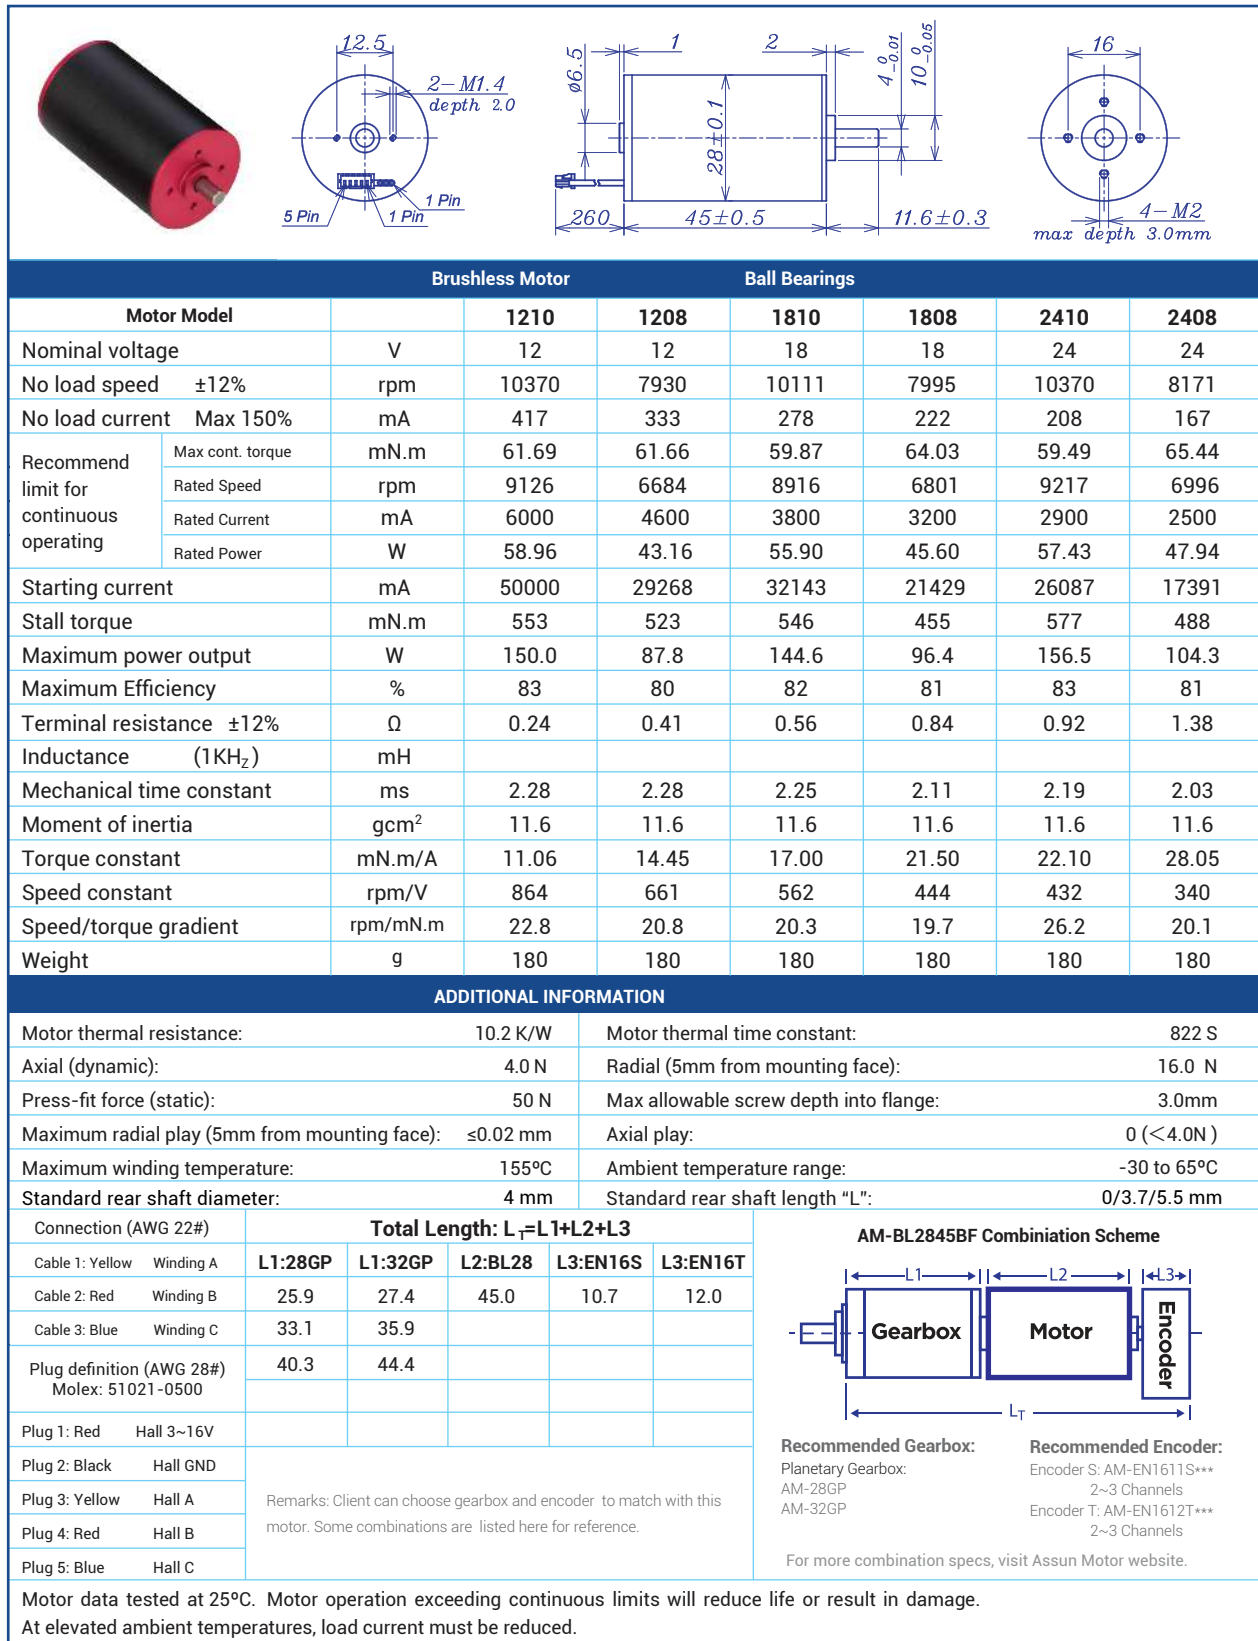 12.5
2-M1.4
depth 2.0
5 Pin
1 Pin
1 Pin
ø6.5
1
2
4 0 -0.01
10 0 -0.05
28±0.1
260
45±0.5
11.6±0.3
16
4-M2
max depth 3.0mm
Brushless Motor Ball Bearings
Motor Model 1210 1208 1810 1808 2410 2408
Nominal voltage V 12 12 18 18 24 24
No load speed ±12% rpm 10370 7930 10111 7995 10370 8171
No load current Max 150% mA 417 333 278 222 208 167
Recommend limit for continuous operating
Max cont. torque mN.m 61.69 61.66 59.87 64.03 59.49 65.44
Rated Speed rpm 9126 6684 8916 6801 9217 6996
Rated Current mA 6000 4600 3800 3200 2900 2500
Rated Power W 58.96 43.16 55.90 45.60 57.43 47.94
Starting current mA 50000 29268 32143 21429 26087 17391
Stall torque mN.m 553 523 546 455 577 488
Maximum power output W 150.0 87.8 144.6 96.4 156.5 104.3
Maximum Efficiency % 83 80 82 81 83 81
Terminal resistance ±12% Ω 0.24 0.41 0.56 0.84 0.92 1.38
Inductance (1KHz) mH
Mechanical time constant ms 2.28 2.28 2.25 2.11 2.19 2.03
Moment of inertia gcm² 11.6 11.6 11.6 11.6 11.6 11.6
Torque constant mN.m/A 11.06 14.45 17.00 21.50 22.10 28.05
Speed constant rpm/V 864 661 562 444 432 340
Speed/torque gradient rpm/mN.m 22.8 20.8 20.3 19.7 26.2 20.1
Weight g 180 180 180 180 180 180
ADDITIONAL INFORMATION
Motor thermal resistance: 10.2 K/W Motor thermal time constant: 822 S
Axial (dynamic): 4.0 N Radial (5mm from mounting face): 16.0 N
Press-fit force (static): 50 N Max allowable screw depth into flange: 3.0mm
Maximum radial play (5mm from mounting face): ≤0.02 mm Axial play: 0 (<4.0N )
Maximum winding temperature: 155ºC Ambient temperature range: -30 to 65ºC
Standard rear shaft diameter: 4 mm Standard rear shaft length “L”: 0/3.7/5.5 mm
Connection (AWG 22#) Total Length: LT=L1+L2+L3
Cable 1: Yellow Winding A L1:28GP L1:32GP L2:BL28 L3:EN16S L3:EN16T
Cable 2: Red Winding B 25.9 27.4 45.0 10.7 12.0
Cable 3: Blue Winding C 33.1 35.9
Plug definition (AWG 28#) 40.3 44.4
Molex: 51021-0500
Plug 1: Red Hall 3~16V
Plug 2: Black Hall GND
Plug 3: Yellow Hall A
Plug 4: Red Hall B
Plug 5: Blue Hall C
Remarks: Client can choose gearbox and encoder to match with this
motor. Some combinations are listed here for reference.
AM-BL2845BF Combiniation Scheme
L1 L2 L3
Gearbox Motor Encoder
LT
Recommended Gearbox: Recommended Encoder:
Planetary Gearbox: Encoder S: AM-EN1611S***
AM-28GP 2~3 Channels
AM-32GP Encoder T: AM-EN1612T***
2~3 Channels
For more combination specs, visit Assun Motor website.
Motor data tested at 25ºC. Motor operation exceeding continuous limits will reduce life or result in damage.
At elevated ambient temperatures, load current must be reduced.